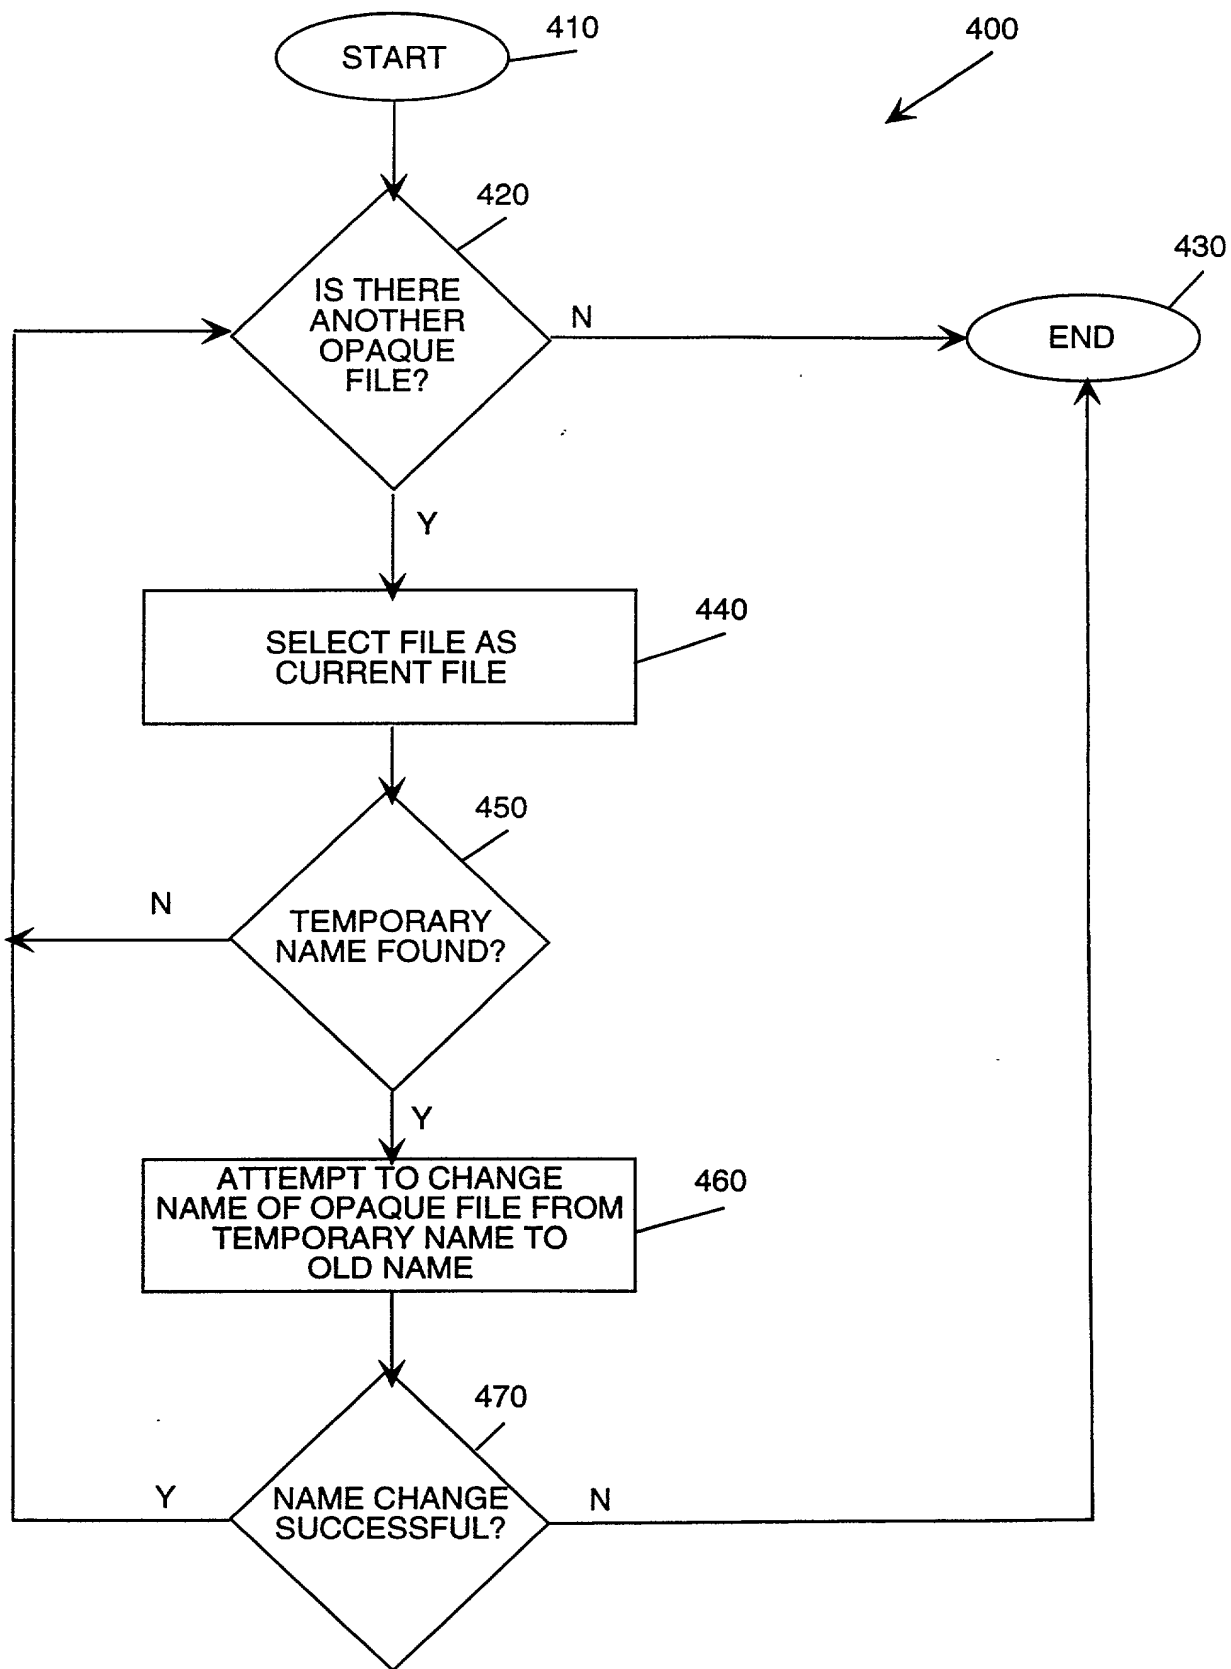 410
START
400
420
430
IS THERE
ANOTHER
OPAQUE
FILE?
N
END
Y
440
SELECT FILE AS
CURRENT FILE
450
N
TEMPORARY
NAME FOUND?
Y
ATTEMPT TO CHANGE
NAME OF OPAQUE FILE FROM
TEMPORARY NAME TO
OLD NAME
460
470
Y
NAME CHANGE
SUCCESSFUL?
N